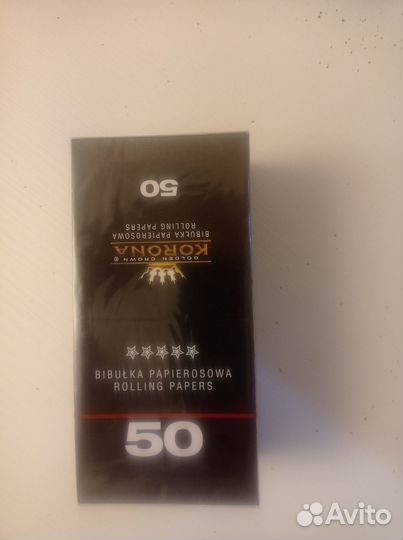 50
BIBUŁKA PAPIEROSOWA
ROLLING PAPERS
GOLDEN CROWN ®
KORONA
BIBUŁKA PAPIEROSOWA
ROLLING PAPERS
50
Avito